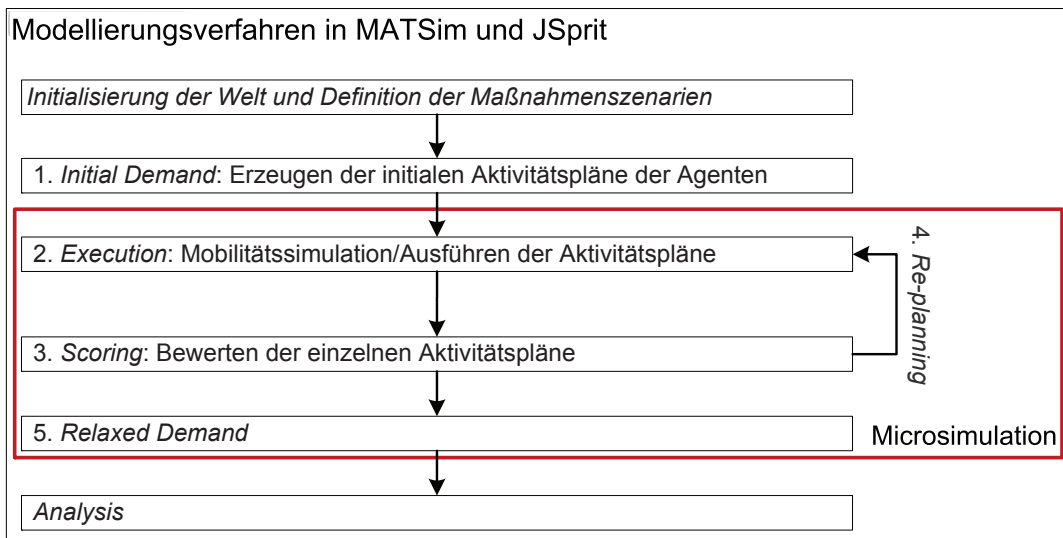 Modellierungsverfahren in MATSim und JSprit
Initialisierung der Welt und Definition der Maßnahmenszenarien
1. Initial Demand: Erzeugen der initialen Aktivitätspläne der Agenten
2. Execution: Mobilitätssimulation/Ausführen der Aktivitätspläne
4. Re-planning
3. Scoring: Bewerten der einzelnen Aktivitätspläne
5. Relaxed Demand
Microsimulation
Analysis